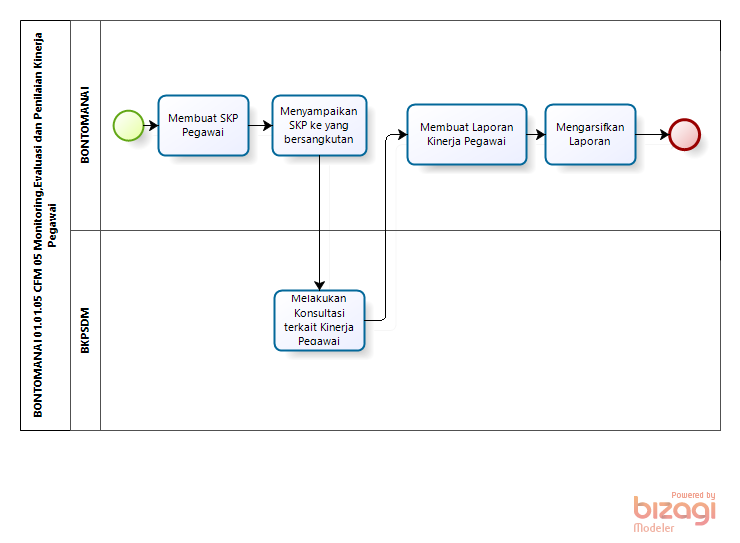 BONTOMANAI 01.01.05 CFM 05 Monitoring,Evaluasi dan Penilaian Kinerja
Pegawai
BONTOMANAI
Membuat SKP
Pegawai
Menyampaikan
SKP ke yang
bersangkutan
Membuat Laporan
Kinerja Pegawai
Mengarsifkan
Laporan
BKPSDM
Melakukan
Konsultasi
terkait Kinerja
Pegawai
Powered by
bizagi
Modeler